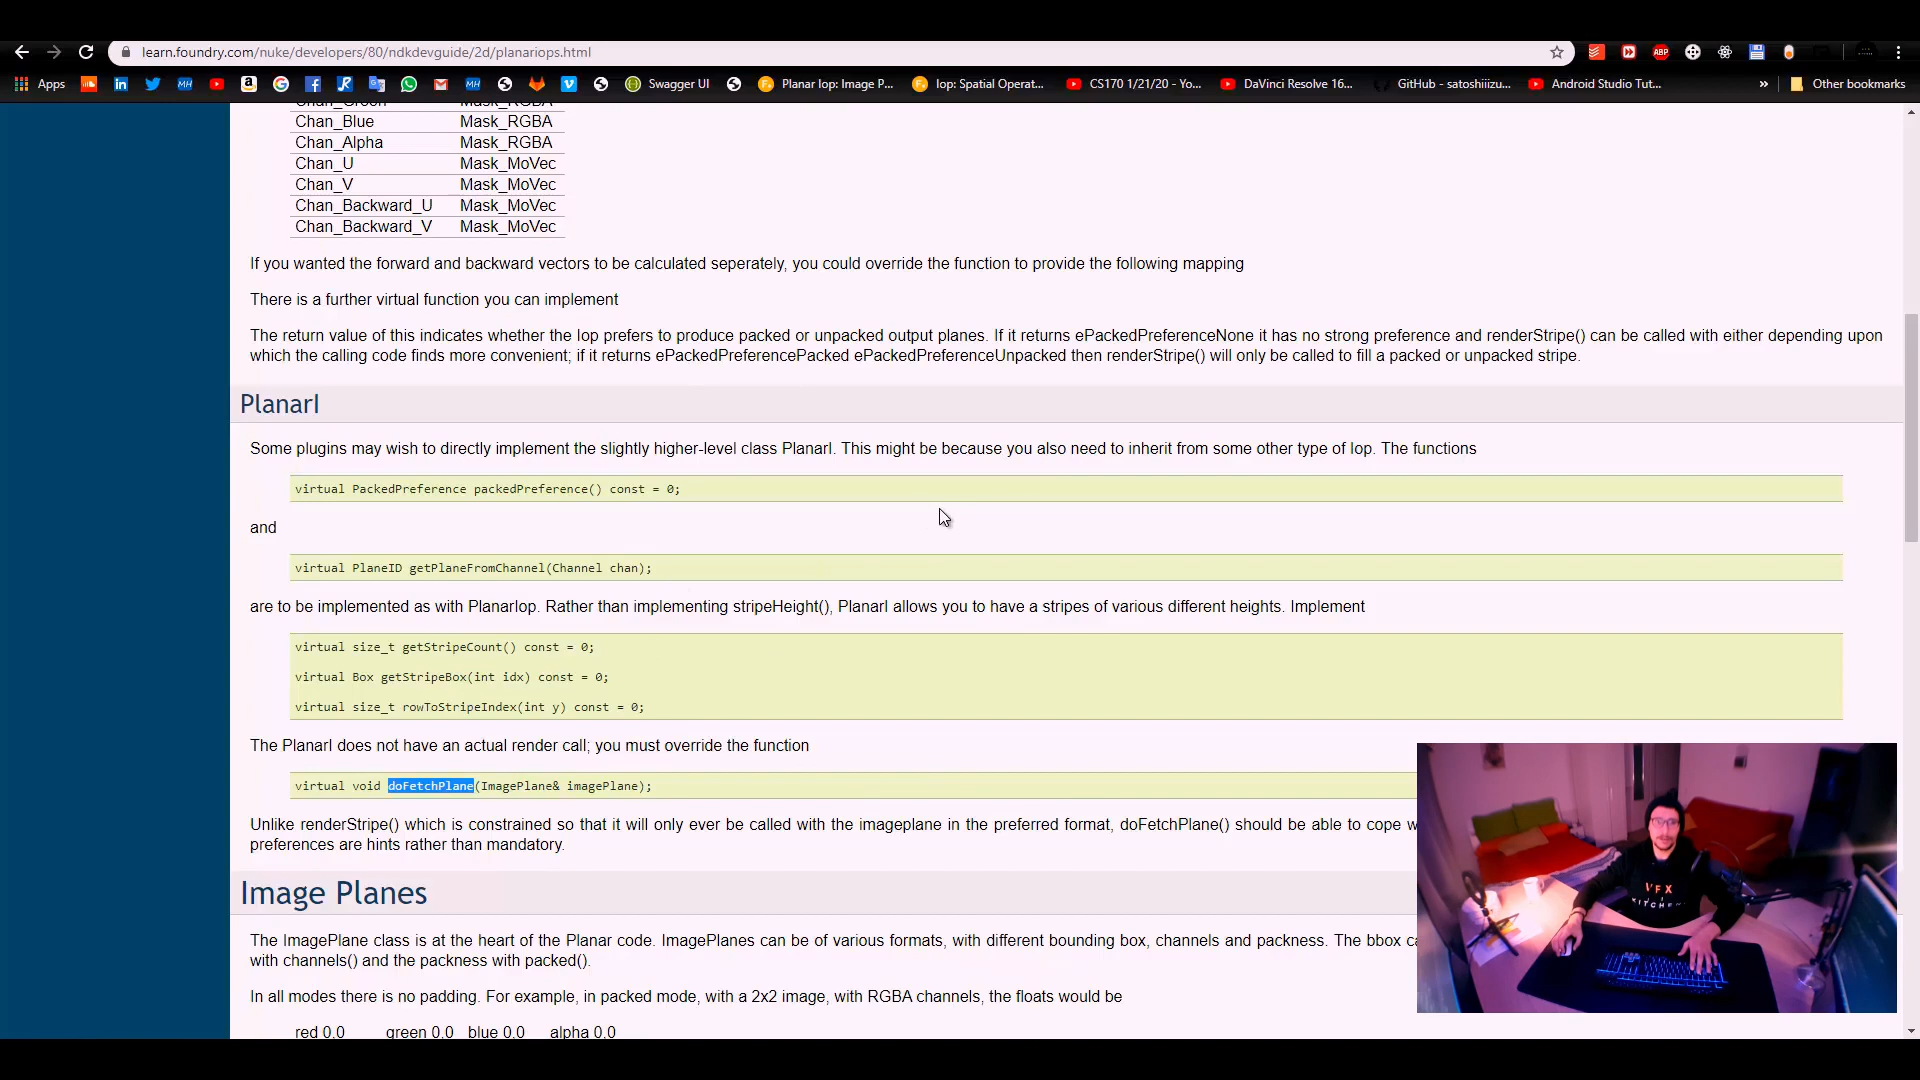 learn.foundry.com/nuke/developers/80/ndkdevguide/2d/planariops.html
Apps Swagger UI Planar Iop: Image P... Iop: Spatial Operat... CS170 1/21/20 - Yo... DaVinci Resolve 16... GitHub - satoshiiizu... Android Studio Tut... » Other bookmarks
Chan_Green Mask_RGBA
Chan_Blue Mask_RGBA
Chan_Alpha Mask_RGBA
Chan_U Mask_MoVec
Chan_V Mask_MoVec
Chan_Backward_U Mask_MoVec
Chan_Backward_V Mask_MoVec
If you wanted the forward and backward vectors to be calculated seperately, you could override the function to provide the following mapping
There is a further virtual function you can implement
The return value of this indicates whether the Iop prefers to produce packed or unpacked output planes. If it returns ePackedPreferenceNone it has no strong preference and renderStripe() can be called with either depending upon
which the calling code finds more convenient; if it returns ePackedPreferencePacked ePackedPreferenceUnpacked then renderStripe() will only be called to fill a packed or unpacked stripe.
PlanarI
Some plugins may wish to directly implement the slightly higher-level class PlanarI. This might be because you also need to inherit from some other type of Iop. The functions
virtual PackedPreference packedPreference() const = 0;
and
virtual PlaneID getPlaneFromChannel(Channel chan);
are to be implemented as with PlanarIop. Rather than implementing stripeHeight(), PlanarI allows you to have a stripes of various different heights. Implement
virtual size_t getStripeCount() const = 0;
virtual Box getStripeBox(int idx) const = 0;
virtual size_t rowToStripeIndex(int y) const = 0;
The PlanarI does not have an actual render call; you must override the function
virtual void doFetchPlane(ImagePlane& imagePlane);
Unlike renderStripe() which is constrained so that it will only ever be called with the imageplane in the preferred format, doFetchPlane() should be able to cope w
preferences are hints rather than mandatory.
Image Planes
The ImagePlane class is at the heart of the Planar code. ImagePlanes can be of various formats, with different bounding box, channels and packness. The bbox ca
with channels() and the packness with packed().
In all modes there is no padding. For example, in packed mode, with a 2x2 image, with RGBA channels, the floats would be
red 0,0 green 0,0 blue 0,0 alpha 0,0
VFX
KITCHEN